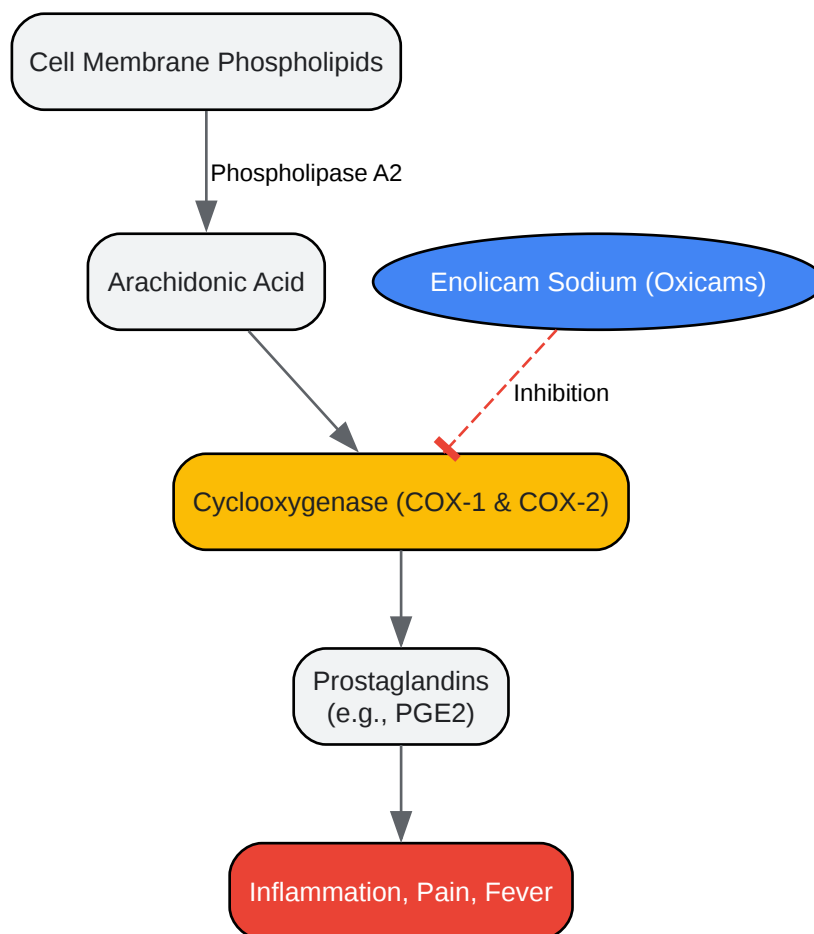 Cell Membrane Phospholipids
Phospholipase A2
Arachidonic Acid
Enolicam Sodium (Oxicams)
Inhibition
Cyclooxygenase (COX-1 & COX-2)
Prostaglandins
(e.g., PGE2)
Inflammation, Pain, Fever